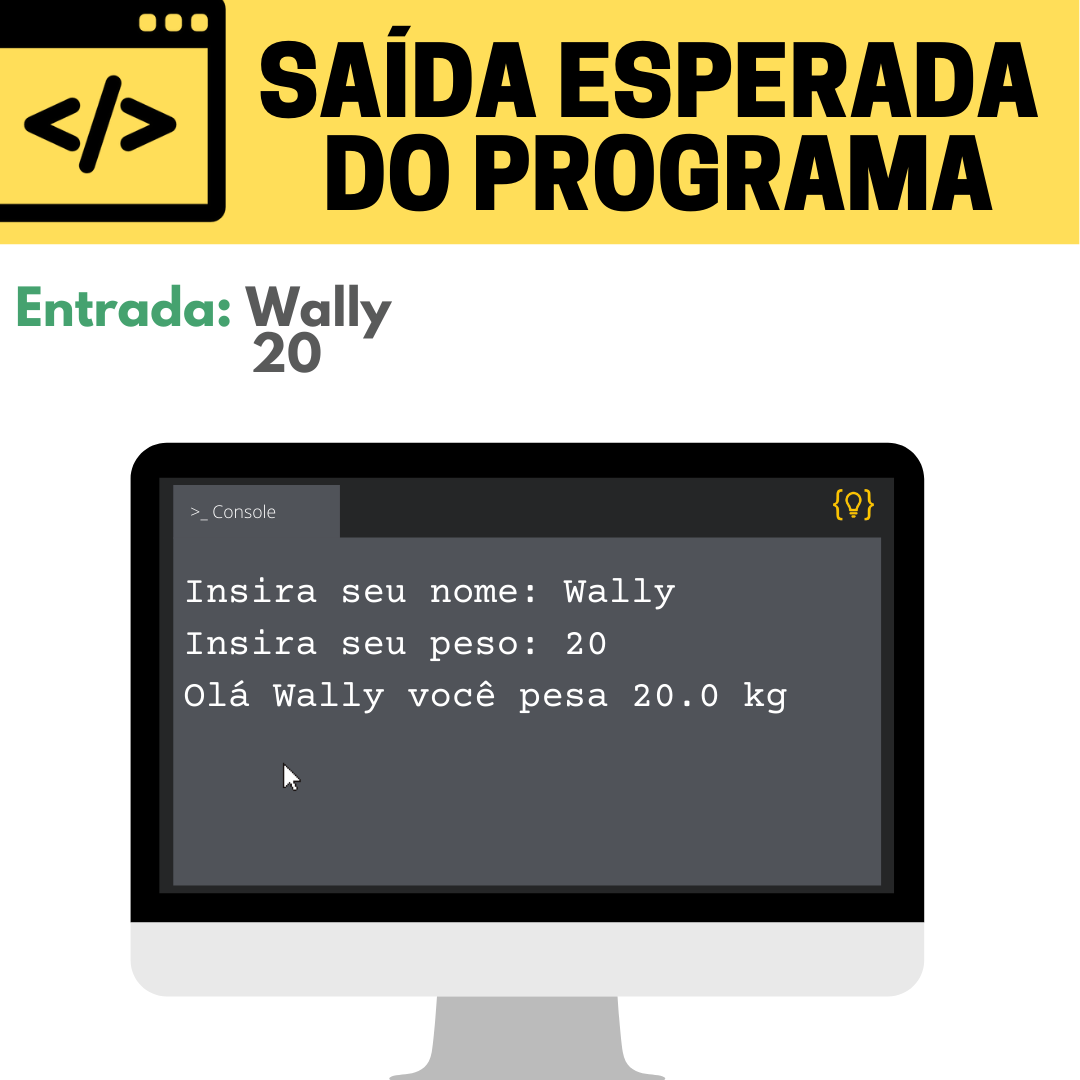 SAÍDA ESPERADA
DO PROGRAMA
Entrada: Wally
20
>_ Console
Insira seu nome: Wally
Insira seu peso: 20
Olá Wally você pesa 20.0 kg